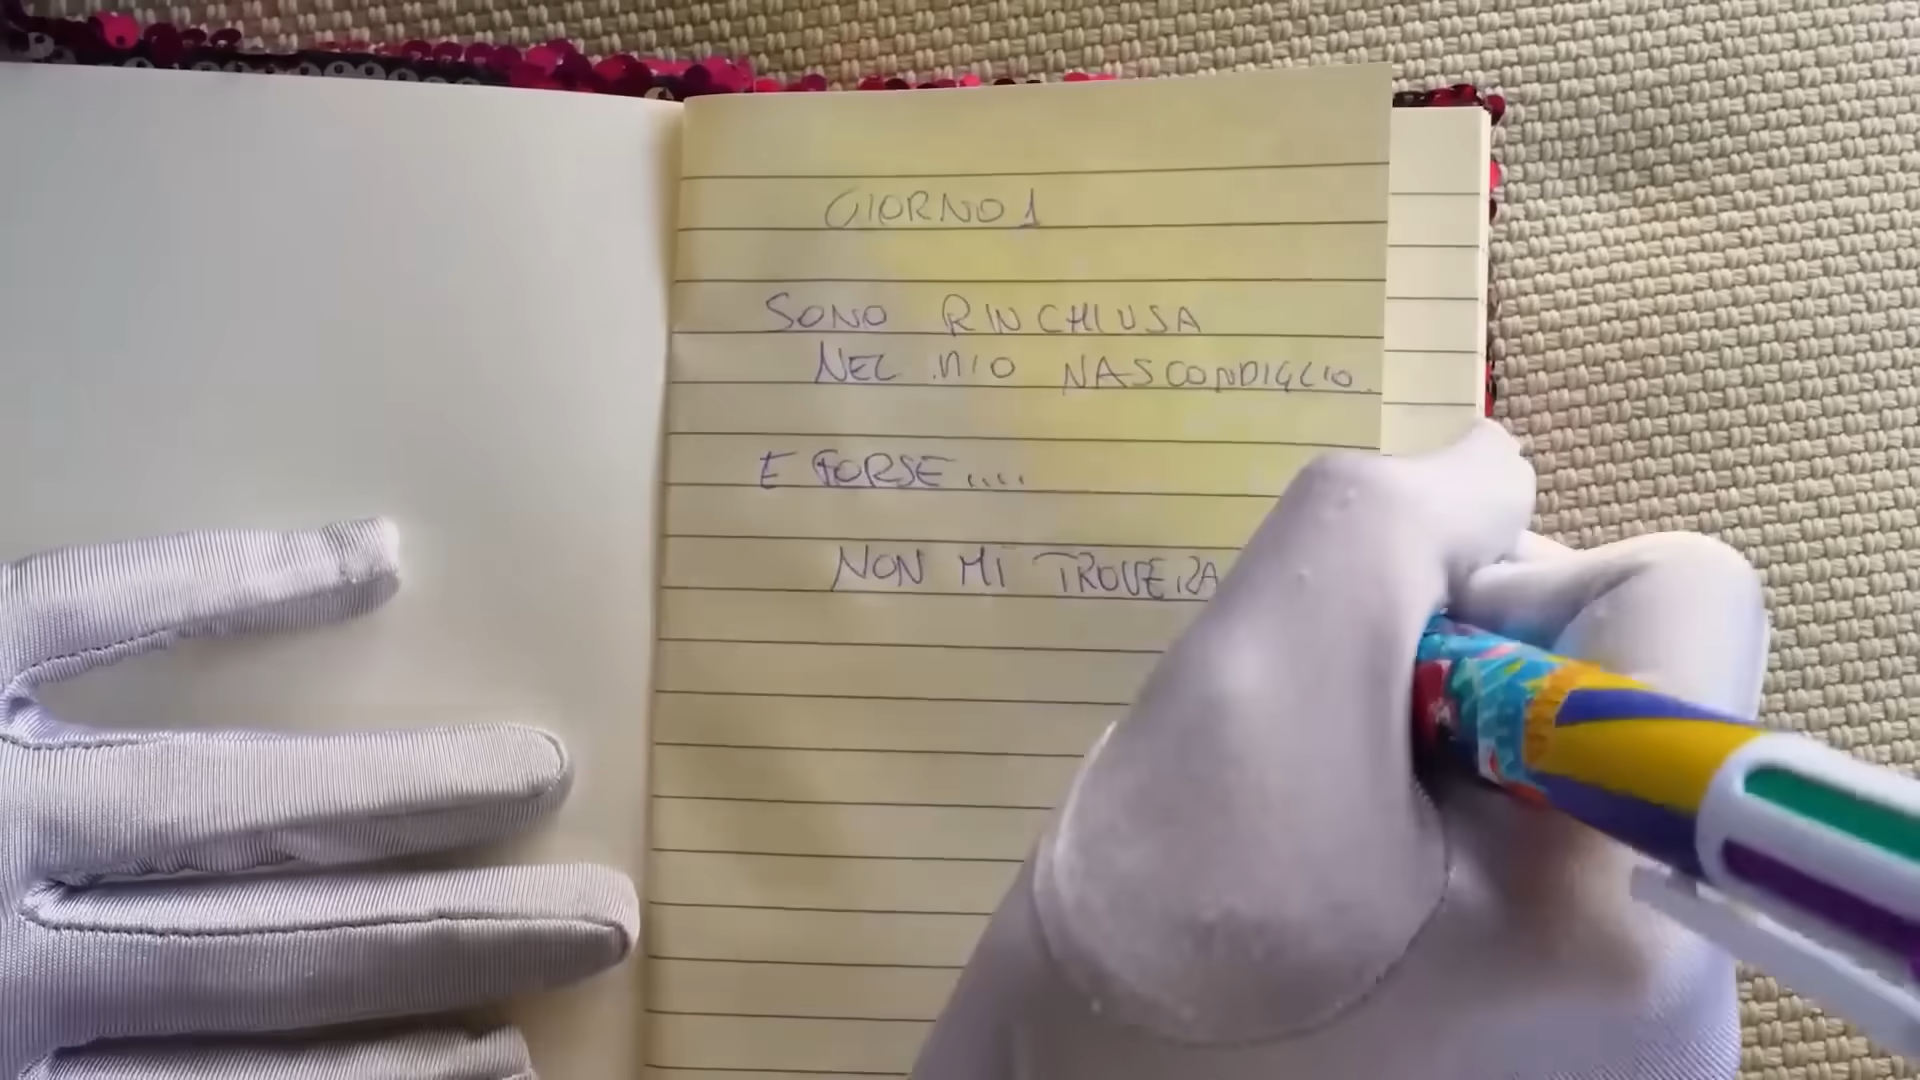 GIORNO 1
SONO RINCHIUSA
NEL MIO NASCONDIGLIO.
E FORSE....
NON MI TROVERA